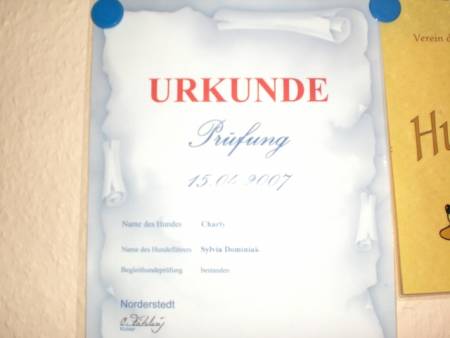 URKUNDE
Prüfung
15.04.2007
Name des Hundes Charly
Name des Hundeführers Sylvia Dominiak
Begleithundeprüfung bestanden
Norderstedt
Verein
Hu